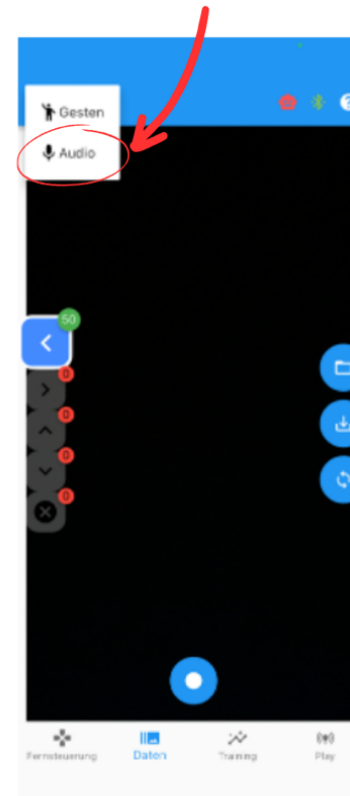 Gesten
Audio
50
0
0
0
0
Fernsteuerung
Daten
Training
Play